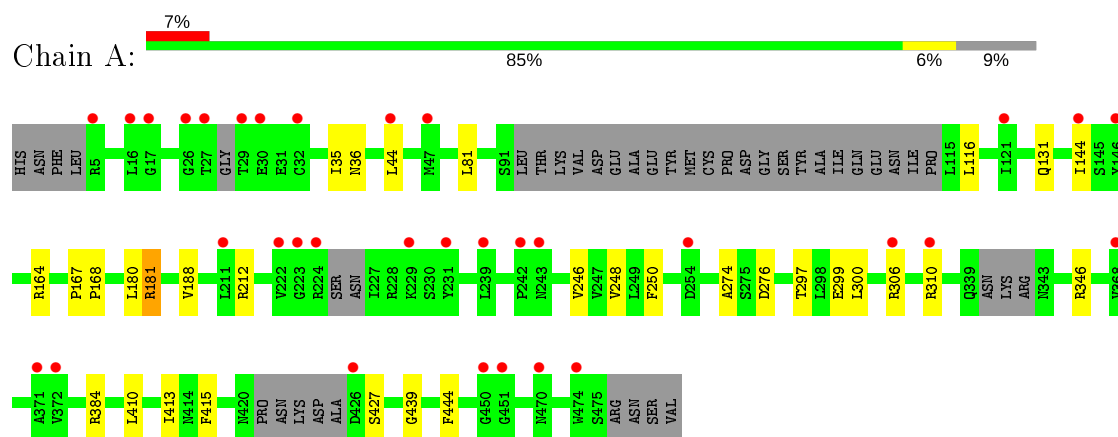 7%
Chain A:
85% 6% 9%
HIS ASN PHE LEU R5 L16 G17 G26 T27 GLY T29 E30 E31 C32 I35 N36 L44 M47 L81 S91 LEU THR LYS VAL ASP GLU ALA GLU TYR MET CYS PRO ASP GLY SER TYR ALA ILE GLN GLU ASN ILE PRO L115 L116 I121 Q131 I144 S145 Y146
R164 P167 P168 L180 R181 V188 L211 R212 V222 G223 R224 SER ASN I227 R228 K229 S230 Y231 L239 P242 N243 V246 V247 V248 L249 F250 D254 A274 S275 D276 T297 L298 E299 L300 R306 R310 Q339 ASN LYS ARG N343 R346 V368
A371 V372 R384 L410 I413 N414 F415 N420 PRO ASN LYS ASP ALA D426 S427 G439 F444 G450 G451 N470 W474 S475 ARG ASN SER VAL